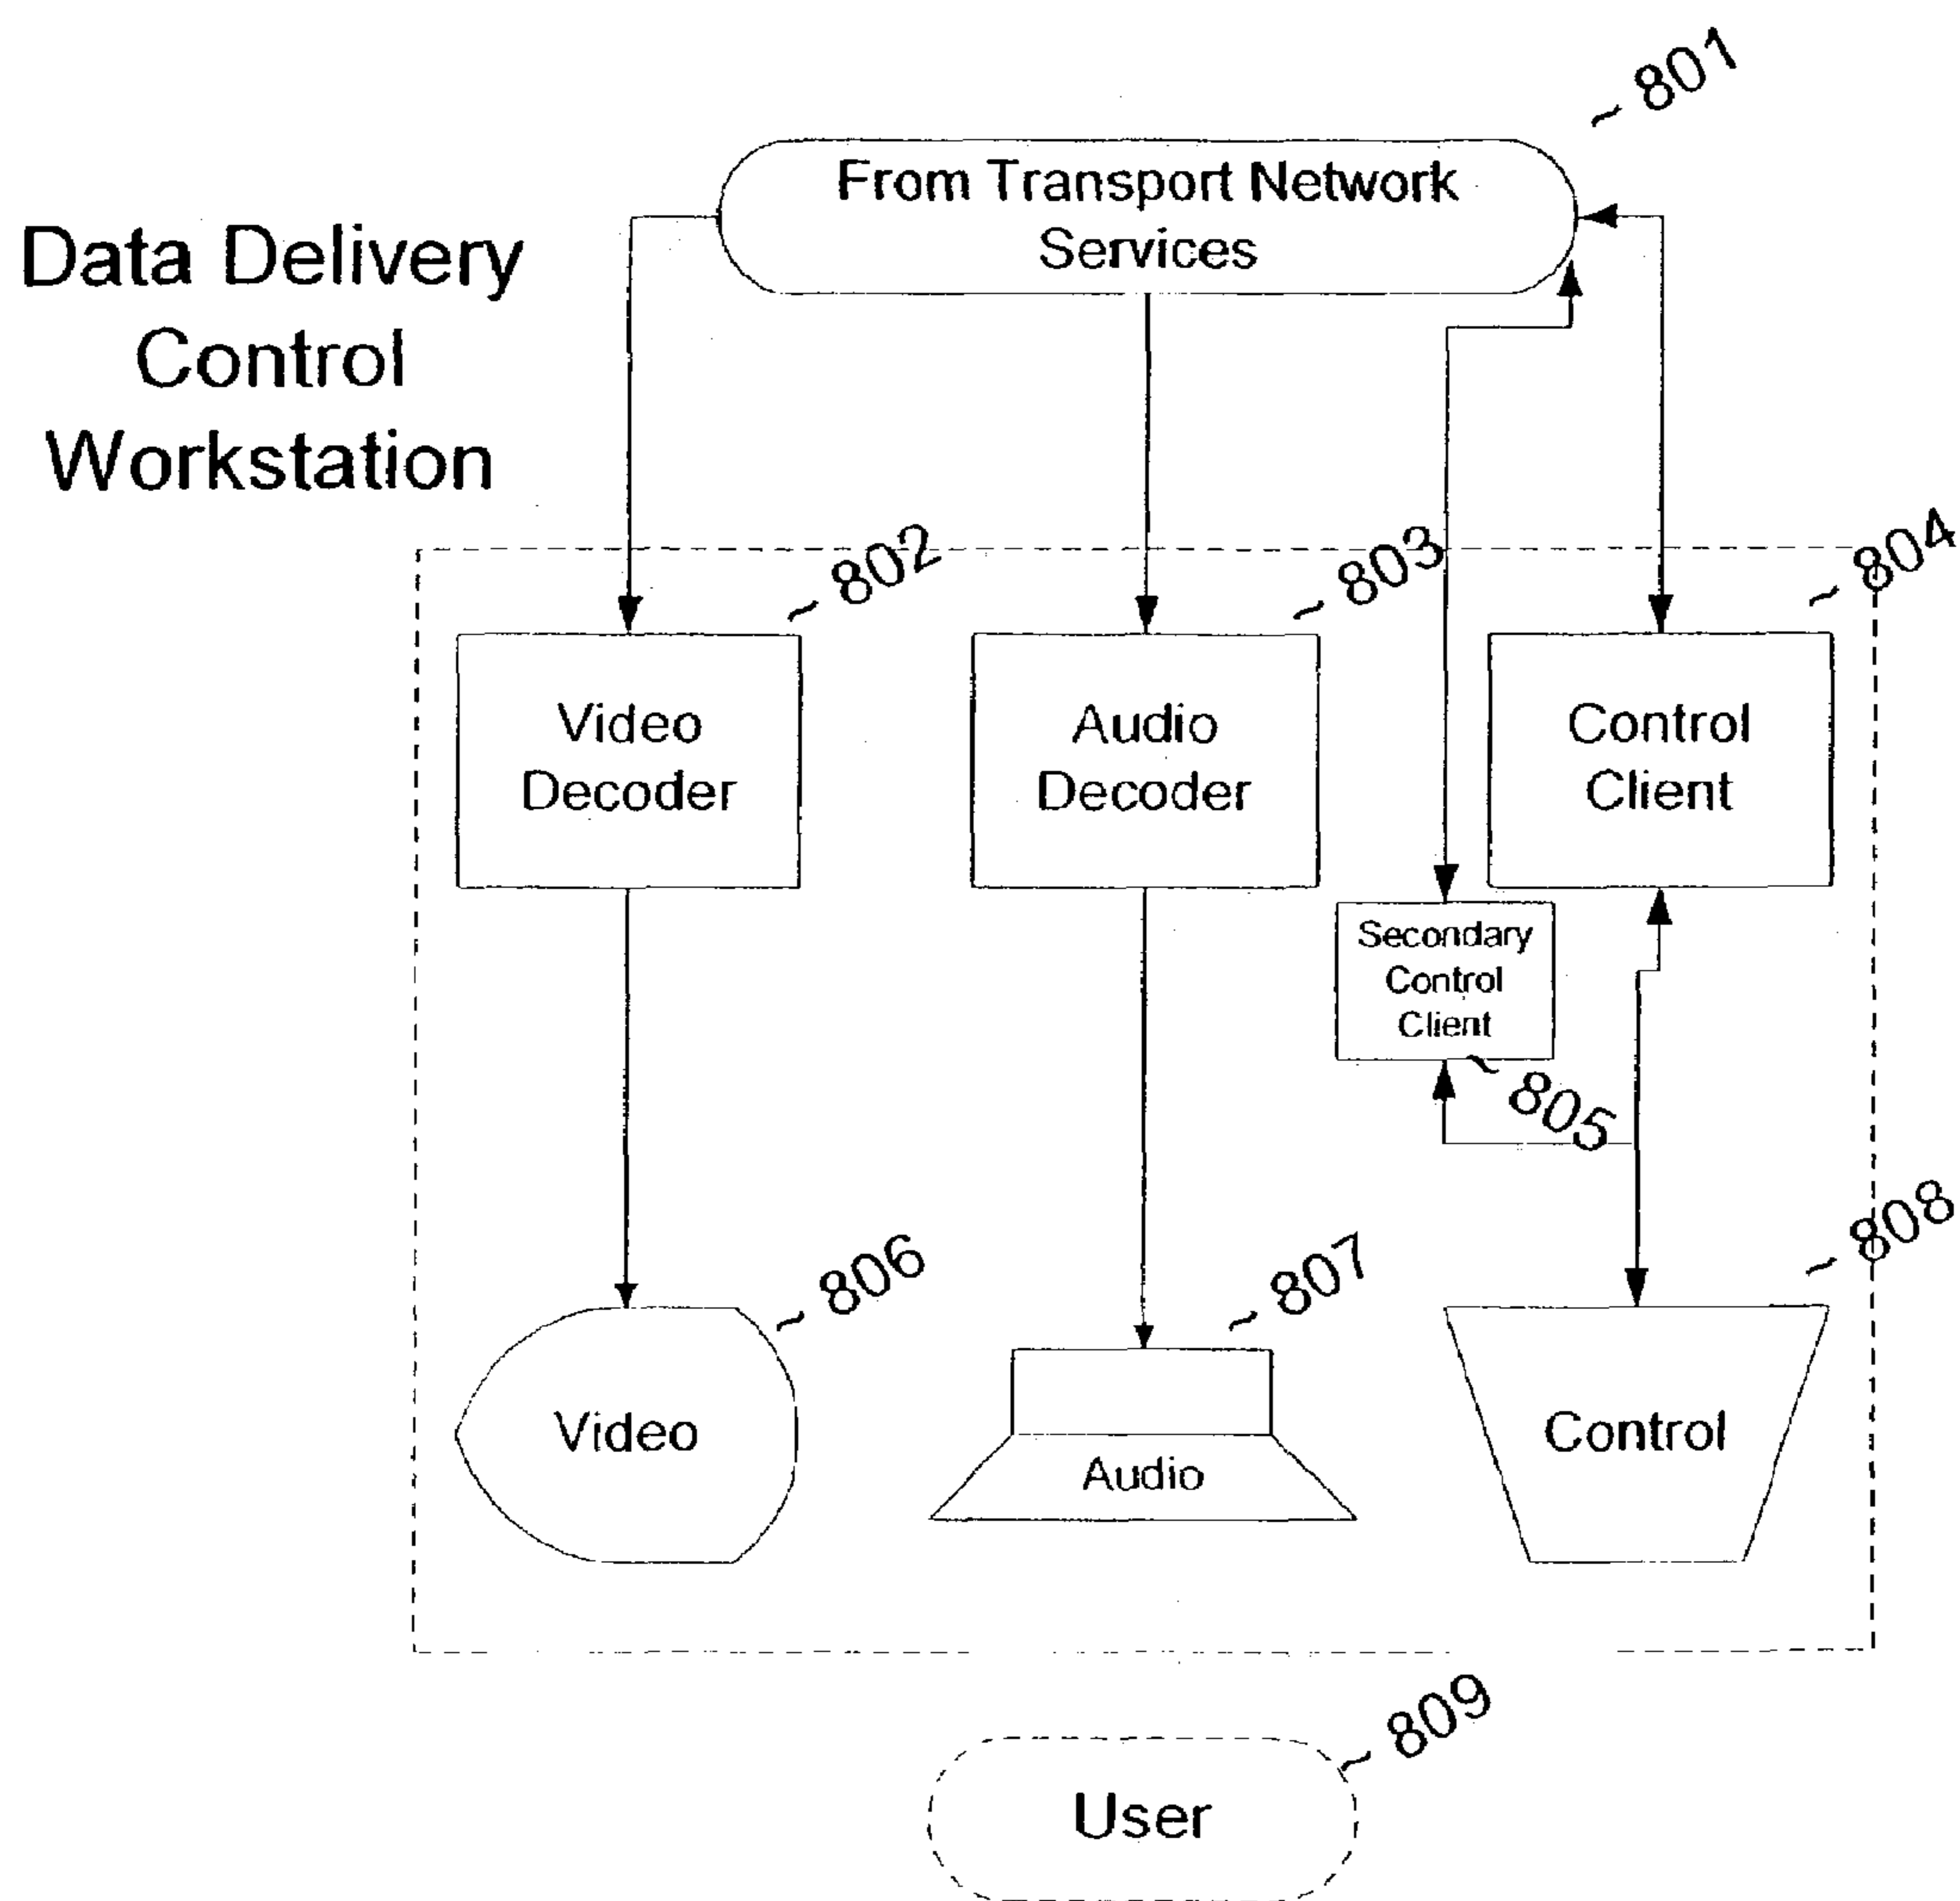 ~ 801
From Transport Network
Services
Data Delivery
Control
Workstation
~ 802
~ 803
~ 804
Video
Decoder
Audio
Decoder
Control
Client
Secondary
Control
Client
~ 805
~ 806
~ 807
~ 808
Video
Audio
Control
~ 809
User